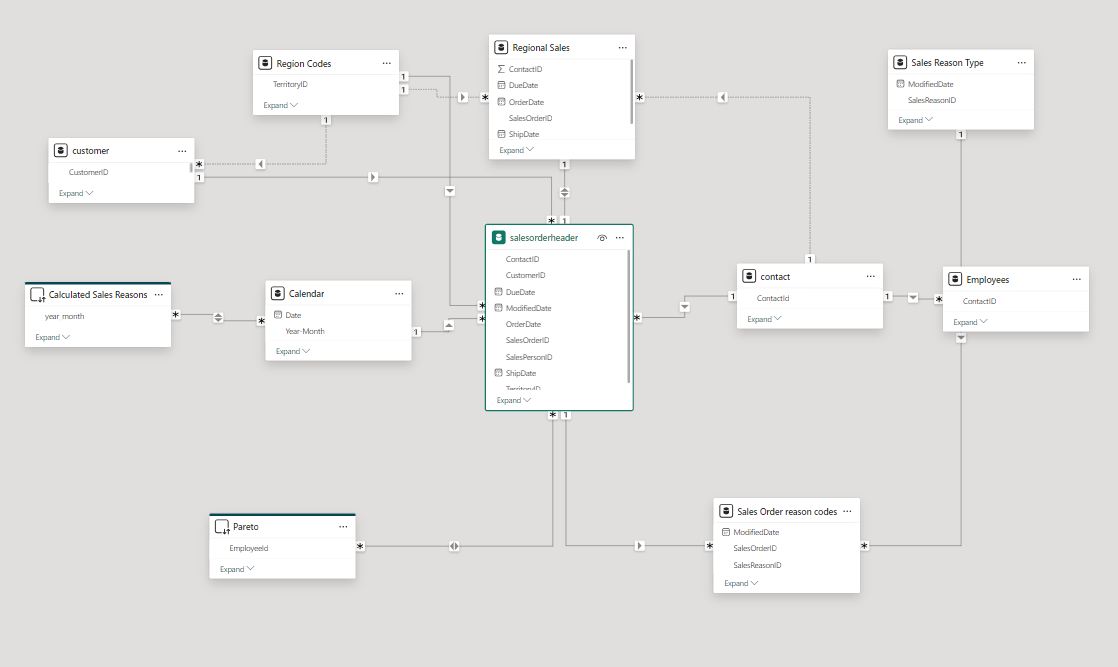 Region Codes
TerritoryID
Expand
Regional Sales
ContactID
DueDate
OrderDate
SalesOrderID
ShipDate
Expand
Sales Reason Type
ModifiedDate
SalesReasonID
Expand
customer
CustomerID
Expand
salesorderheader
ContactID
CustomerID
DueDate
ModifiedDate
OrderDate
SalesOrderID
SalesPersonID
ShipDate
TerritoryID
Expand
Calculated Sales Reasons
year month
Expand
Calendar
Date
Year-Month
Expand
contact
ContactId
Expand
Employees
ContactID
Expand
Pareto
EmployeeId
Expand
Sales Order reason codes
ModifiedDate
SalesOrderID
SalesReasonID
Expand
1
1
1
*
1
*
*
1
1
*
1
1
*
*
1
*
*
*
1
1
*
*
1
*
*
*